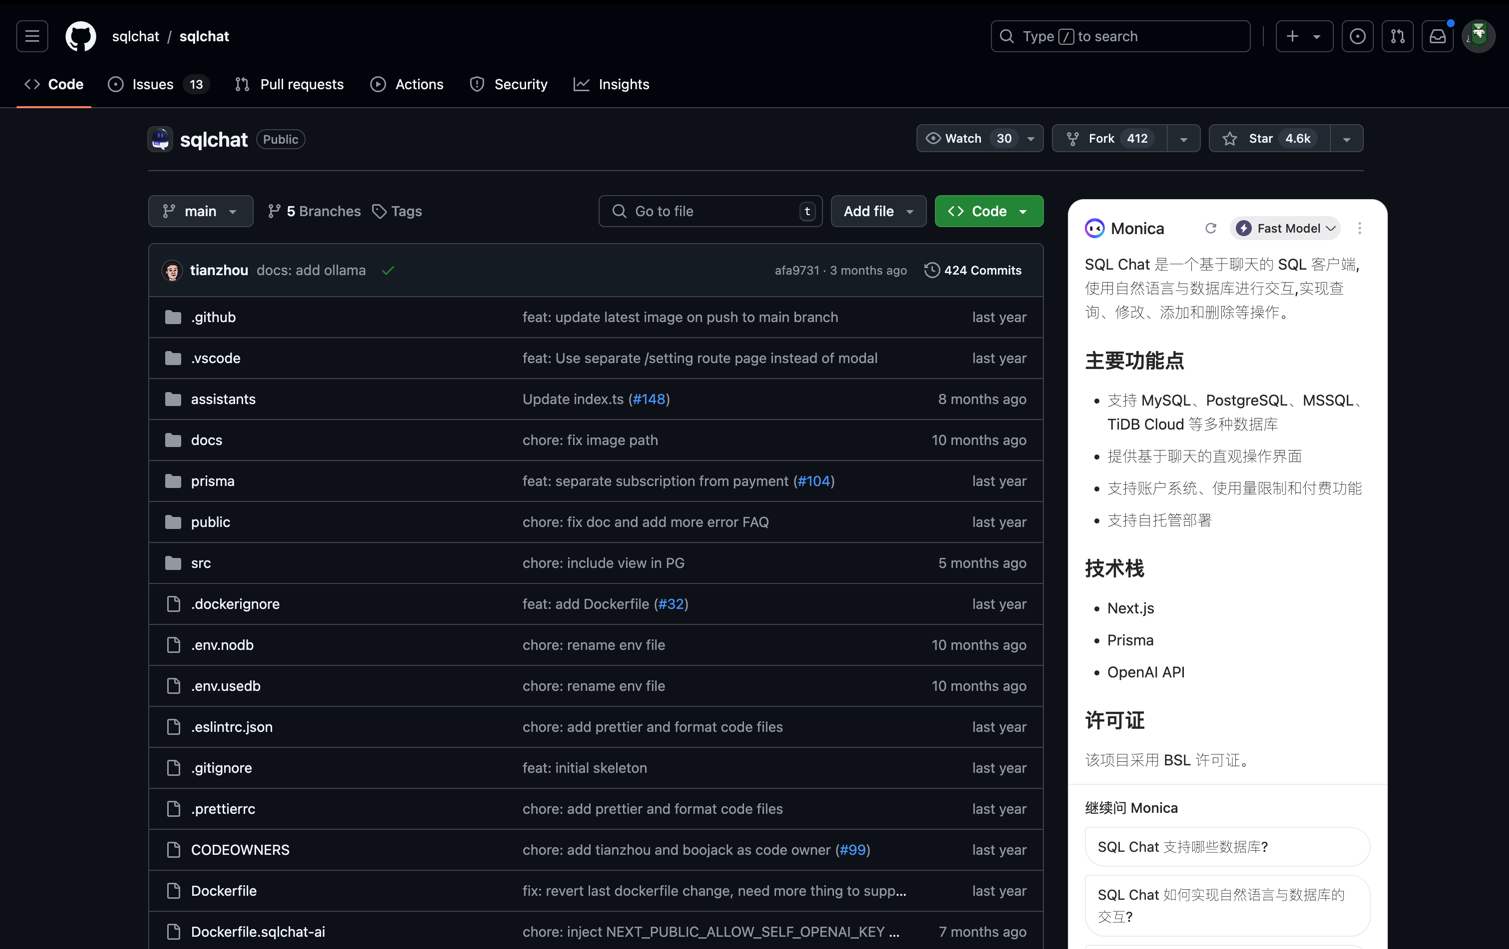 sqlchat / sqlchat
Type / to search
Code
Issues 13
Pull requests
Actions
Security
Insights
sqlchat Public
Watch 30
Fork 412
Star 4.6k
main
5 Branches
Tags
Go to file t
Add file
Code
tianzhou docs: add ollama
afa9731 · 3 months ago
424 Commits
.github feat: update latest image on push to main branch last year
.vscode feat: Use separate /setting route page instead of modal last year
assistants Update index.ts (#148) 8 months ago
docs chore: fix image path 10 months ago
prisma feat: separate subscription from payment (#104) last year
public chore: fix doc and add more error FAQ last year
src chore: include view in PG 5 months ago
.dockerignore feat: add Dockerfile (#32) last year
.env.nodb chore: rename env file 10 months ago
.env.usedb chore: rename env file 10 months ago
.eslintrc.json chore: add prettier and format code files last year
.gitignore feat: initial skeleton last year
.prettierrc chore: add prettier and format code files last year
CODEOWNERS chore: add tianzhou and boojack as code owner (#99) last year
Dockerfile fix: revert last dockerfile change, need more thing to supp... last year
Dockerfile.sqlchat-ai chore: inject NEXT_PUBLIC_ALLOW_SELF_OPENAI_KEY ... 7 months ago
Monica
Fast Model
SQL Chat 是一个基于聊天的 SQL 客户端,
使用自然语言与数据库进行交互,实现查
询、修改、添加和删除等操作。
主要功能点
• 支持 MySQL、PostgreSQL、MSSQL、
TiDB Cloud 等多种数据库
• 提供基于聊天的直观操作界面
• 支持账户系统、使用量限制和付费功能
• 支持自托管部署
技术栈
• Next.js
• Prisma
• OpenAI API
许可证
该项目采用 BSL 许可证。
继续问 Monica
SQL Chat 支持哪些数据库?
SQL Chat 如何实现自然语言与数据库的
交互?